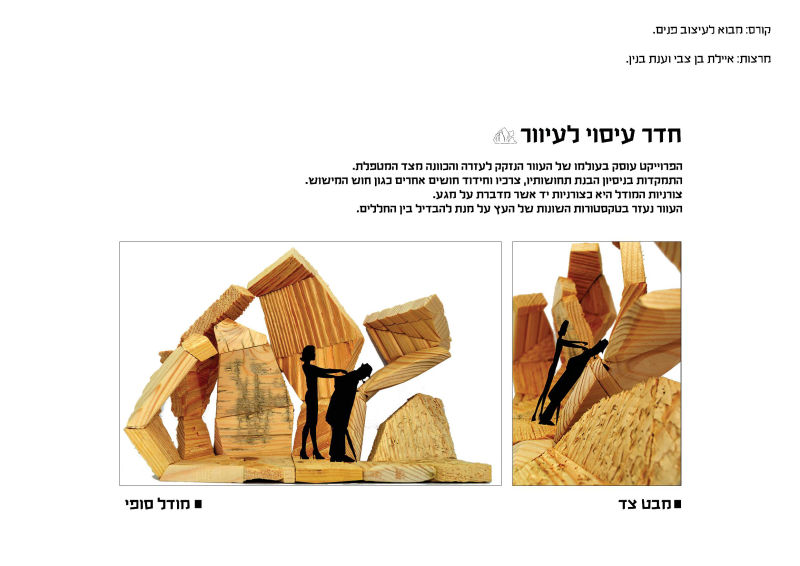 קורס: מבוא לעיצוב פנים.
מרצות: איילת בן צבי וענת בנין.
חדר עיסוי לעיוור
הפרוייקט עוסק בעולמו של העוור הנזקק לעזרה והכוונה מצד המטפלת.
התמקדות בניסיון הבנת תחושותיו, צרכיו וחידוד חושים אחרים כגון חוש המישוש.
צורניות המודל היא כצורניות יד אשר מדברת על מגע.
העוור נעזר בטקסטורות השונות של העץ על מנת להבדיל בין החללים.
מבט צד
מודל סופי